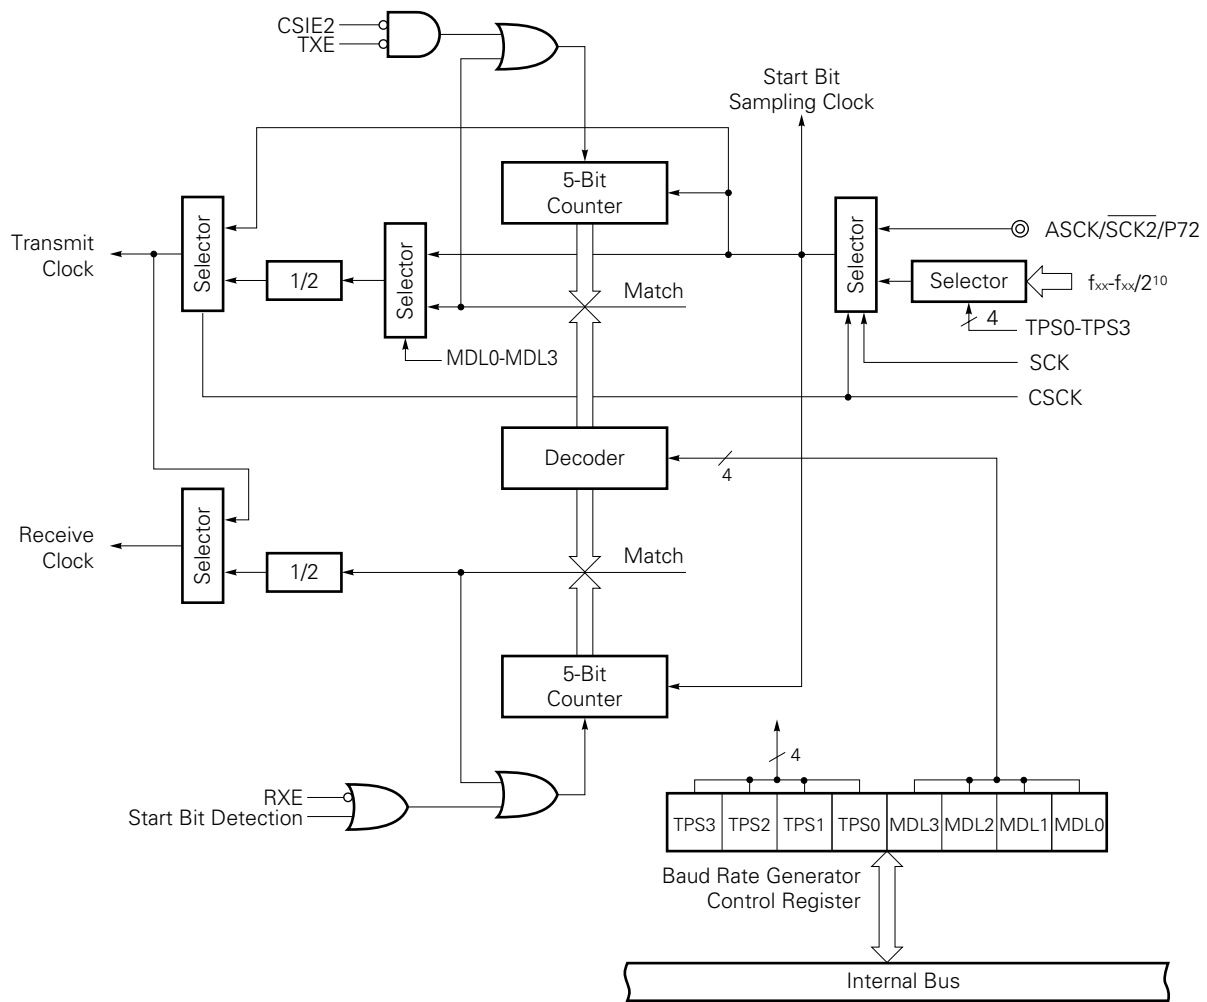 CSIE2
TXE
Start Bit
Sampling Clock
5-Bit
Counter
Selector
Selector
Selector
ASCK/SCK2/P72
Transmit
Clock
1/2
Selector
fxx-fxx/2^10
Match
4
TPS0-TPS3
MDL0-MDL3
SCK
CSCK
Decoder
4
Selector
Receive
Clock
1/2
Match
5-Bit
Counter
4
RXE
Start Bit Detection
TPS3 TPS2 TPS1 TPS0 MDL3 MDL2 MDL1 MDL0
Baud Rate Generator
Control Register
Internal Bus